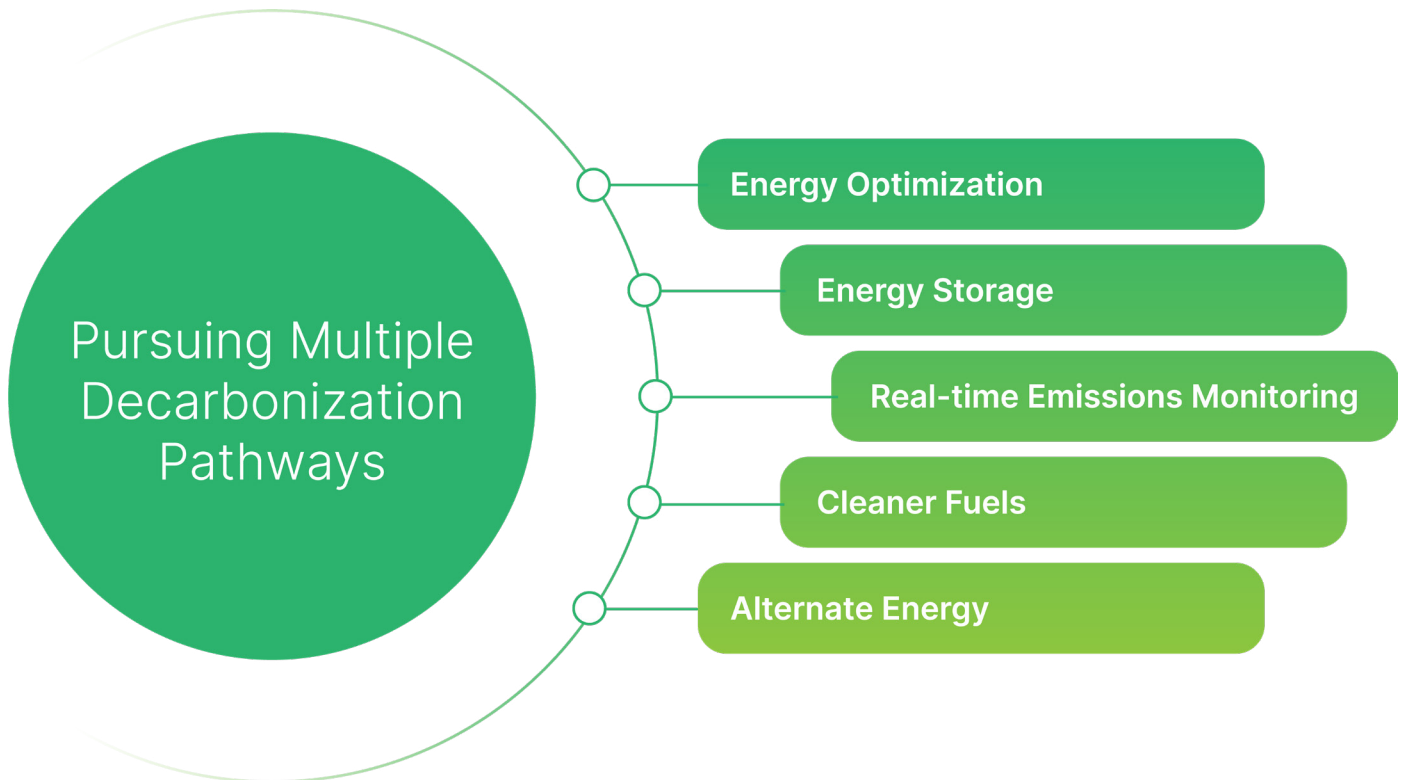 Pursuing Multiple
Decarbonization
Pathways
Energy Optimization
Energy Storage
Real-time Emissions Monitoring
Cleaner Fuels
Alternate Energy